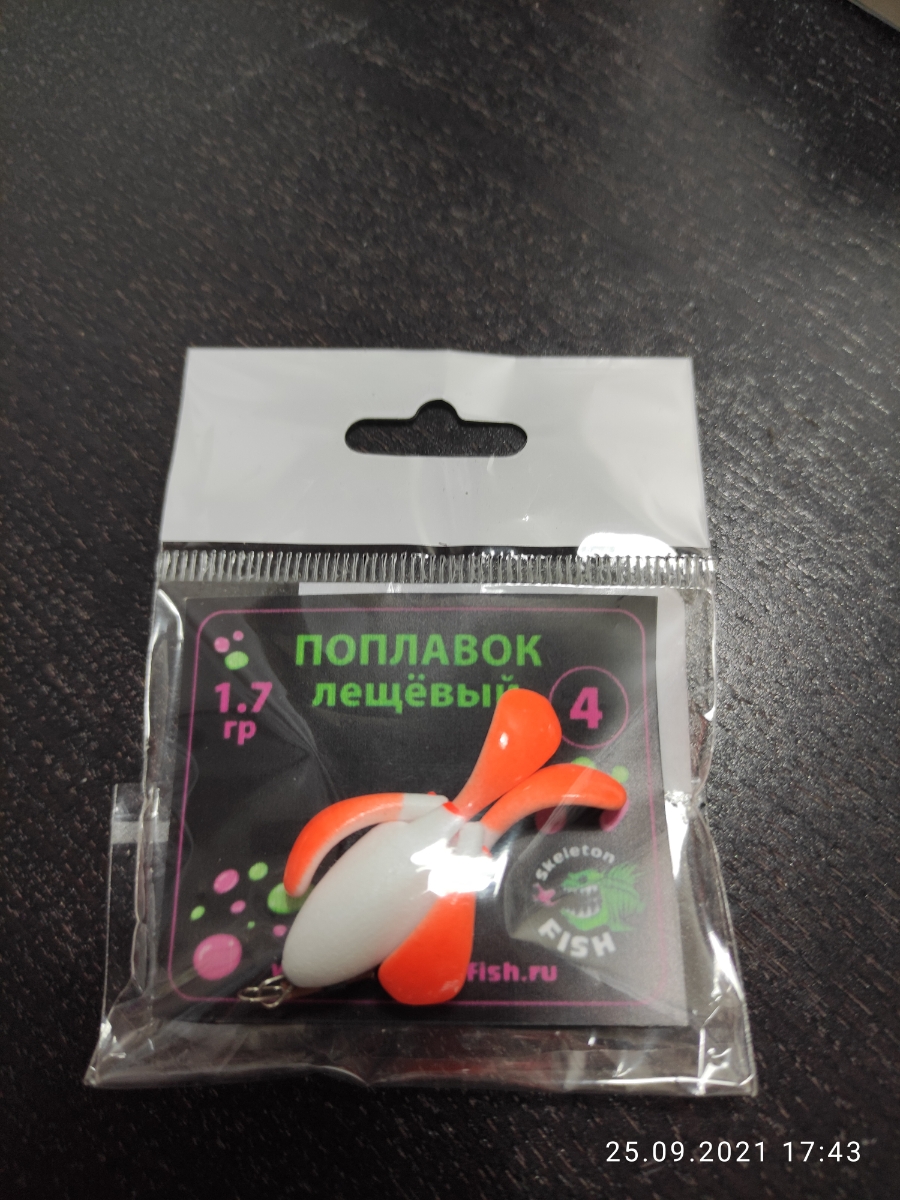 ПОПЛАВОК
лещёвый
1.7
гр
4
Skeleton
FISH
fish.ru
25.09.2021 17:43